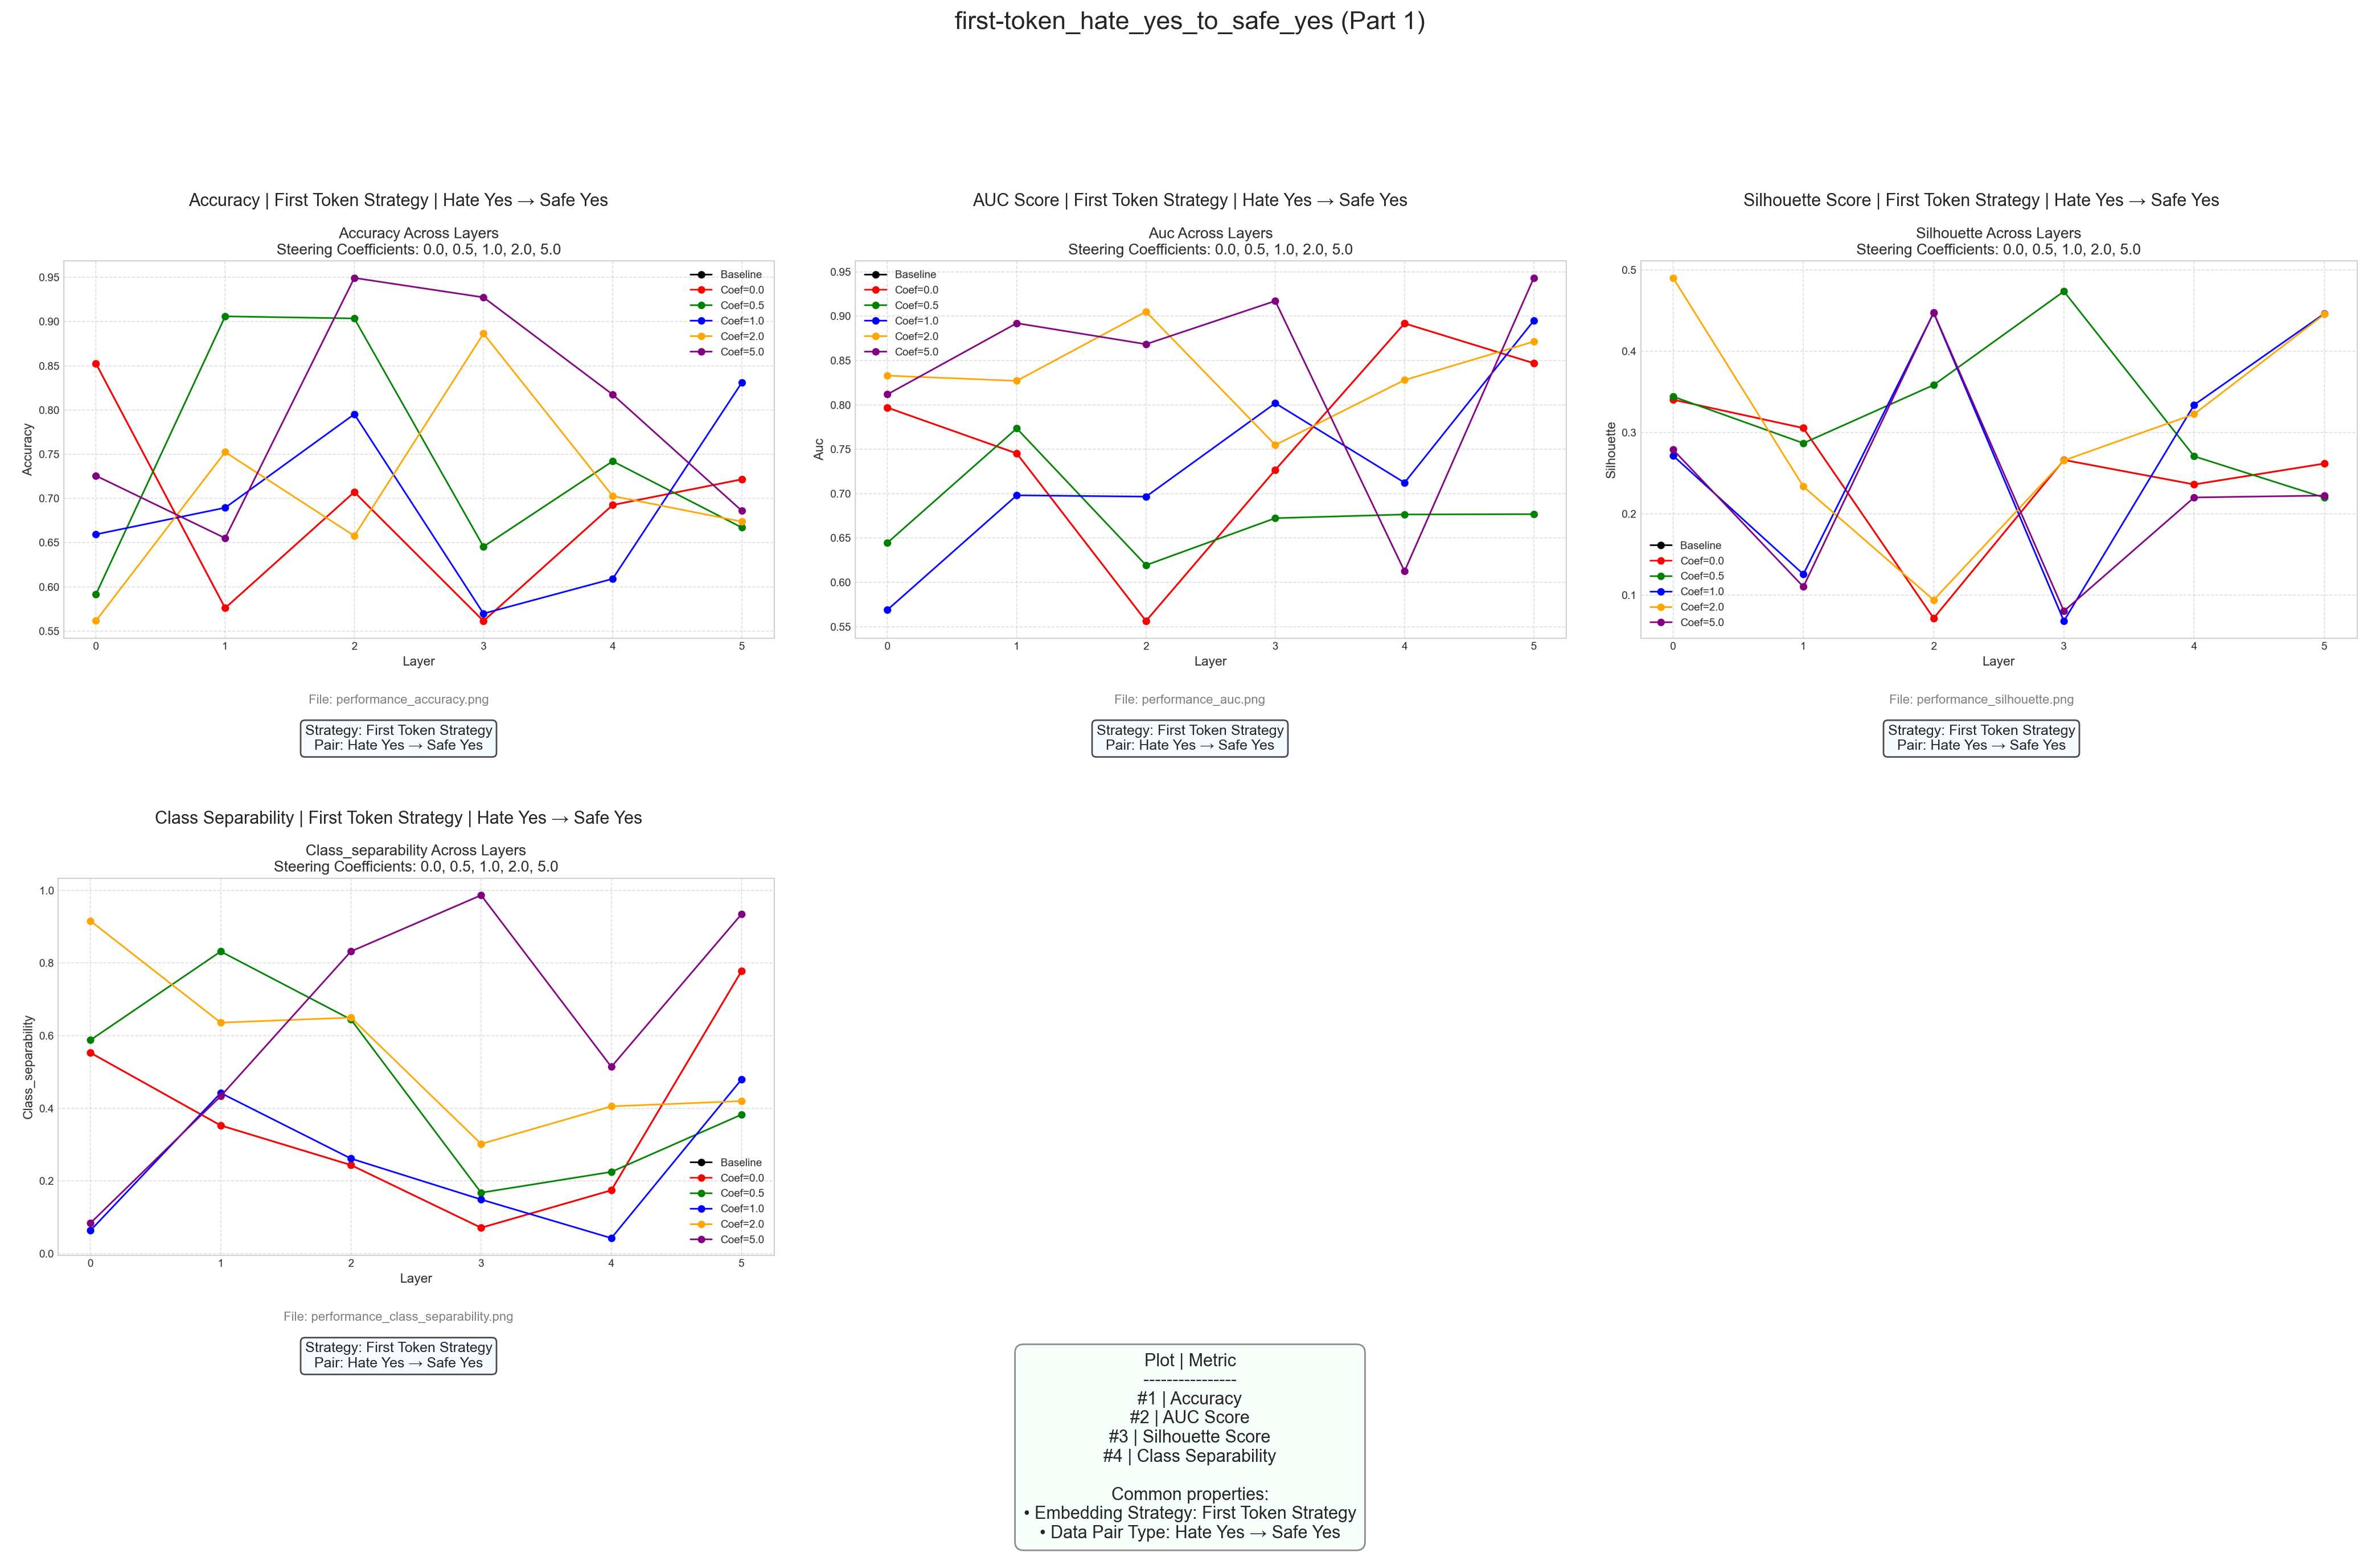 first-token_hate_yes_to_safe_yes (Part 1)
Accuracy | First Token Strategy | Hate Yes → Safe Yes
Accuracy Across Layers
Steering Coefficients: 0.0, 0.5, 1.0, 2.0, 5.0
Accuracy
0.95
0.90
0.85
0.80
0.75
0.70
0.65
0.60
0.55
Baseline
Coef=0.0
Coef=0.5
Coef=1.0
Coef=2.0
Coef=5.0
0 1 2 3 4 5
Layer
File: performance_accuracy.png
Strategy: First Token Strategy
Pair: Hate Yes → Safe Yes
AUC Score | First Token Strategy | Hate Yes → Safe Yes
Auc Across Layers
Steering Coefficients: 0.0, 0.5, 1.0, 2.0, 5.0
Auc
0.95
0.90
0.85
0.80
0.75
0.70
0.65
0.60
0.55
Baseline
Coef=0.0
Coef=0.5
Coef=1.0
Coef=2.0
Coef=5.0
0 1 2 3 4 5
Layer
File: performance_auc.png
Strategy: First Token Strategy
Pair: Hate Yes → Safe Yes
Silhouette Score | First Token Strategy | Hate Yes → Safe Yes
Silhouette Across Layers
Steering Coefficients: 0.0, 0.5, 1.0, 2.0, 5.0
Silhouette
0.5
0.4
0.3
0.2
0.1
Baseline
Coef=0.0
Coef=0.5
Coef=1.0
Coef=2.0
Coef=5.0
0 1 2 3 4 5
Layer
File: performance_silhouette.png
Strategy: First Token Strategy
Pair: Hate Yes → Safe Yes
Class Separability | First Token Strategy | Hate Yes → Safe Yes
Class_separability Across Layers
Steering Coefficients: 0.0, 0.5, 1.0, 2.0, 5.0
Class_separability
1.0
0.8
0.6
0.4
0.2
0.0
Baseline
Coef=0.0
Coef=0.5
Coef=1.0
Coef=2.0
Coef=5.0
0 1 2 3 4 5
Layer
File: performance_class_separability.png
Strategy: First Token Strategy
Pair: Hate Yes → Safe Yes
Plot | Metric
----------------
#1 | Accuracy
#2 | AUC Score
#3 | Silhouette Score
#4 | Class Separability
Common properties:
• Embedding Strategy: First Token Strategy
• Data Pair Type: Hate Yes → Safe Yes